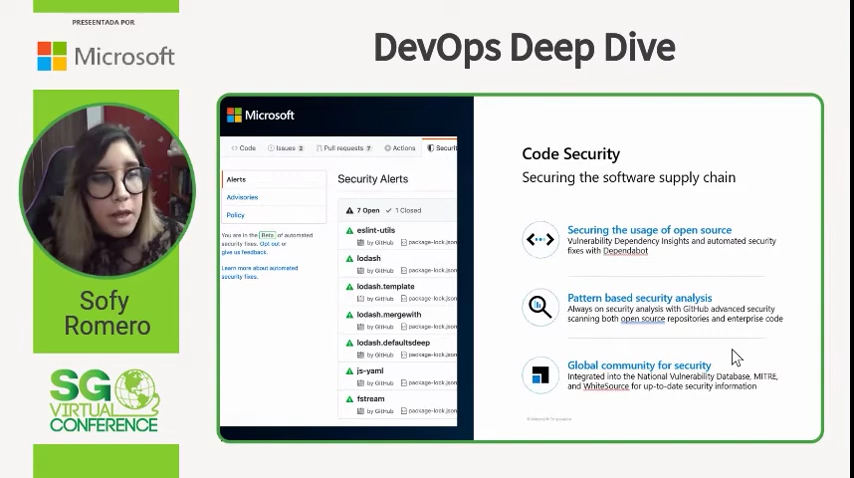 PRESEENTADA POR
Microsoft
Sofy
Romero
SG
VIRTUAL
CONFERENCE
DevOps Deep Dive
Microsoft
Code
Issues 2
Pull requests 7
Actions
Securit
Alerts
Advisories
Policy
You are in the Beta of automated
security fixes. Opt out or
give us feedback.
Learn more about automated
security fixes.
Security Alerts
7 Open 1 Closed
eslint-utils
by GitHub package-lock.json
lodash
by GitHub package-lock.json
lodash.template
by GitHub package-lock.json
lodash.mergewith
by GitHub package-lock.json
lodash.defaultsdeep
by GitHub package-lock.json
js-yaml
by GitHub package-lock.json
fstream
by GitHub package-lock.json
Code Security
Securing the software supply chain
Securing the usage of open source
Vulnerability Dependency Insights and automated security
fixes with Dependabot
Pattern based security analysis
Always on security analysis with GitHub advanced security
scanning both open source repositories and enterprise code
Global community for security
Integrated into the National Vulnerability Database, MITRE,
and WhiteSource for up-to-date security information